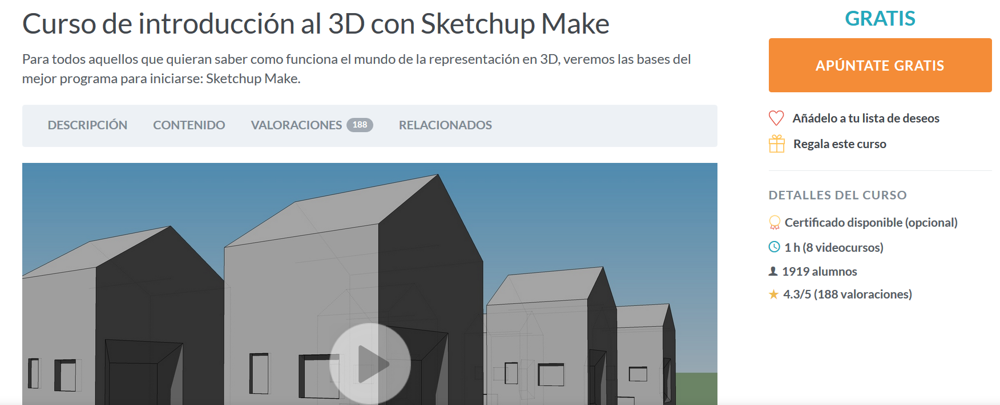 Curso de introducción al 3D con Sketchup Make
Para todos aquellos que quieran saber como funciona el mundo de la representación en 3D, veremos las bases del
mejor programa para iniciarse: Sketchup Make.
DESCRIPCIÓN CONTENIDO VALORACIONES 188 RELACIONADOS
GRATIS
APÚNTATE GRATIS
Añádelo a tu lista de deseos
Regala este curso
DETALLES DEL CURSO
Certificado disponible (opcional)
1 h (8 videocursos)
1919 alumnos
4.3/5 (188 valoraciones)